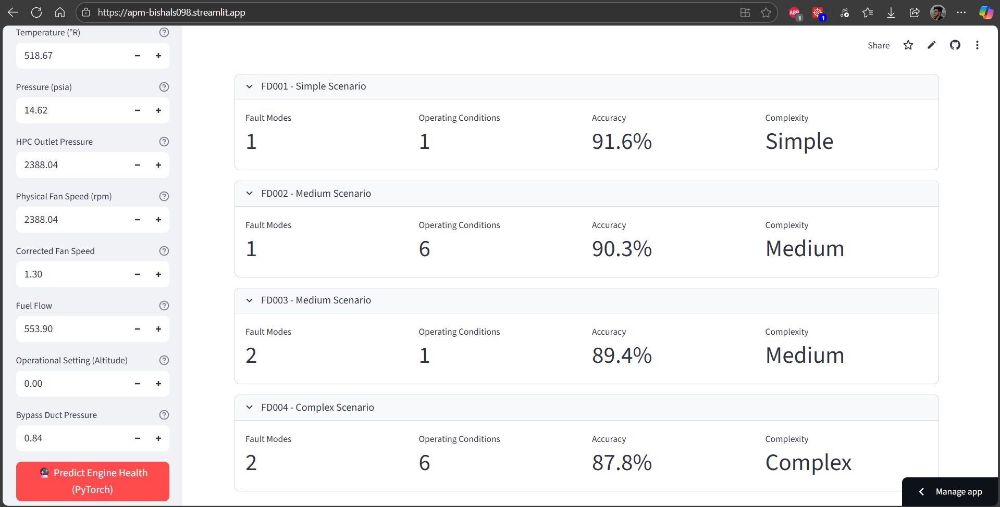 https://apm-bishals098.streamlit.app
ABP
1
1
Temperature (°R)
518.67
Pressure (psia)
14.62
HPC Outlet Pressure
2388.04
Physical Fan Speed (rpm)
2388.04
Corrected Fan Speed
1.30
Fuel Flow
553.90
Operational Setting (Altitude)
0.00
Bypass Duct Pressure
0.84
Predict Engine Health
(PyTorch)
Share
FD001 - Simple Scenario
Fault Modes Operating Conditions Accuracy Complexity
1 1 91.6% Simple
FD002 - Medium Scenario
Fault Modes Operating Conditions Accuracy Complexity
1 6 90.3% Medium
FD003 - Medium Scenario
Fault Modes Operating Conditions Accuracy Complexity
2 1 89.4% Medium
FD004 - Complex Scenario
Fault Modes Operating Conditions Accuracy Complexity
2 6 87.8% Complex
Manage app